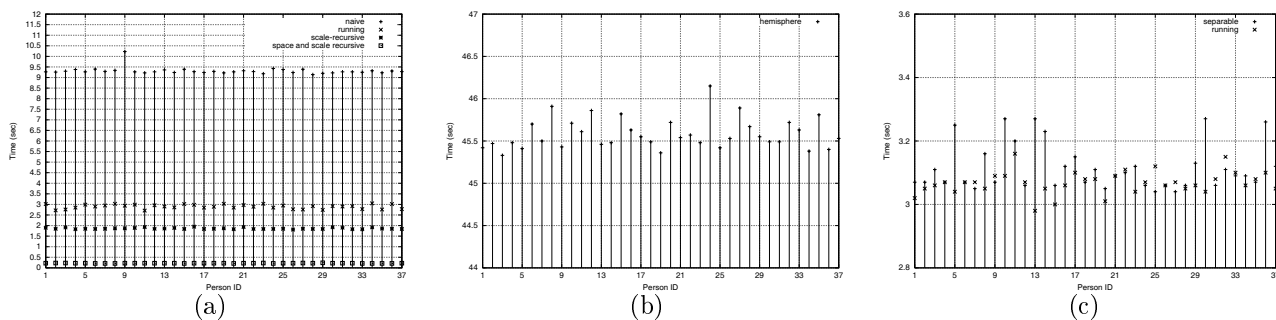 12
11.5
11
10.5
10
9.5
9
8.5
8
7.5
7
6.5
6
5.5
5
4.5
4
3.5
3
2.5
2
1.5
1
0.5
0
Time (sec)
naive
running
scale-recursive
space and scale recursive
1 5 9 13 17 21 25 29 33 37
Person ID
(a)
47
46.5
46
45.5
45
44.5
44
Time (sec)
hemisphere
1 5 9 13 17 21 25 29 33 37
Person ID
(b)
3.6
3.4
3.2
3
2.8
Time (sec)
separable
running
1 5 9 13 17 21 25 29 33 3
Person ID
(c)